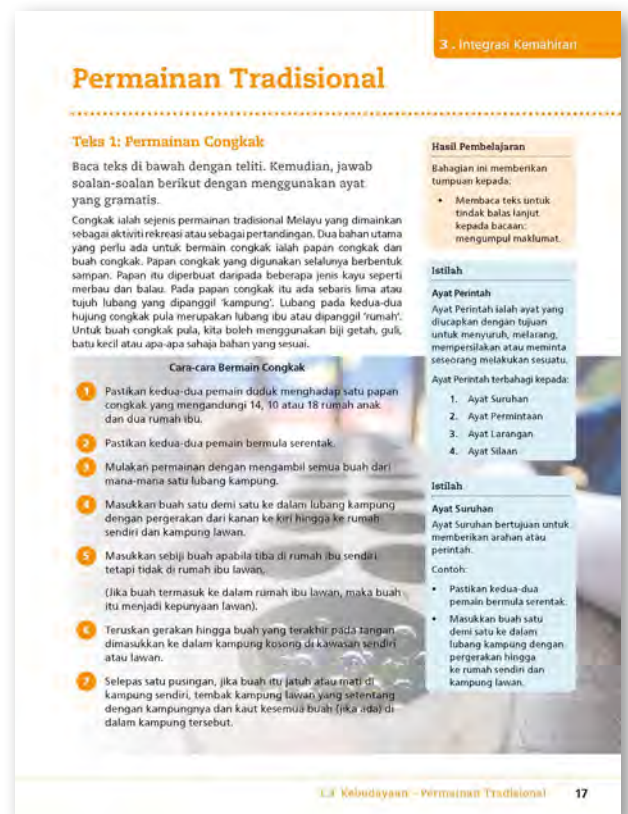 3 . Integrasi Kemahiran
Permainan Tradisional
Teks 1: Permainan Congkak
Baca teks di bawah dengan teliti. Kemudian, jawab
soalan-soalan berikut dengan menggunakan ayat
yang gramatis.
Congkak ialah sejenis permainan tradisional Melayu yang dimainkan
sebagai aktiviti rekreasi atau sebagai pertandingan. Dua bahan utama
yang perlu ada untuk bermain congkak ialah papan congkak dan
buah congkak. Papan congkak yang digunakan selalunya berbentuk
sampan. Papan itu diperbuat daripada beberapa jenis kayu seperti
merbau dan balau. Pada papan congkak itu ada sebaris lima atau
tujuh lubang yang dipanggil 'kampung'. Lubang pada kedua-dua
hujung congkak pula merupakan lubang ibu atau dipanggil 'rumah'.
Untuk buah congkak pula, kita boleh menggunakan biji getah, guli,
batu kecil atau apa-apa sahaja bahan yang sesuai.
Cara-cara Bermain Congkak
1 Pastikan kedua-dua pemain duduk menghadap satu papan
congkak yang mengandungi 14, 10 atau 18 rumah anak
dan dua rumah ibu.
2 Pastikan kedua-dua pemain bermula serentak.
3 Mulakan permainan dengan mengambil semua buah dari
mana-mana satu lubang kampung.
4 Masukkan buah satu demi satu ke dalam lubang kampung
dengan pergerakan dari kanan ke kiri hingga ke rumah
sendiri dan kampung lawan.
5 Masukkan sebiji buah apabila tiba di rumah ibu sendiri
tetapi tidak di rumah ibu lawan.
(Jika buah termasuk ke dalam rumah ibu lawan, maka buah
itu menjadi kepunyaan lawan).
6 Teruskan gerakan hingga buah yang terakhir pada tangan
dimasukkan ke dalam kampung kosong di kawasan sendiri
atau lawan.
7 Selepas satu pusingan, jika buah itu jatuh atau mati di
kampung sendiri, tembak kampung lawan yang setentang
dengan kampungnya dan kaut kesemua buah (jika ada) di
dalam kampung tersebut.
Hasil Pembelajaran
Bahagian ini memberikan
tumpuan kepada:
• Membaca teks untuk
tindak balas lanjut
kepada bacaan:
mengumpul maklumat.
Istilah
Ayat Perintah
Ayat Perintah ialah ayat yang
diucapkan dengan tujuan
untuk menyuruh, melarang,
mempersilakan atau meminta
seseorang melakukan sesuatu.
Ayat Perintah terbahagi kepada:
1. Ayat Suruhan
2. Ayat Permintaan
3. Ayat Larangan
4. Ayat Silaan
Istilah
Ayat Suruhan
Ayat Suruhan bertujuan untuk
memberikan arahan atau
perintah.
Contoh:
• Pastikan kedua-dua
pemain bermula serentak.
• Masukkan buah satu
demi satu ke dalam
lubang kampung dengan
pergerakan hingga
ke rumah sendiri dan
kampung lawan.
1.3 Kebudayaan – Permainan Tradisional 17